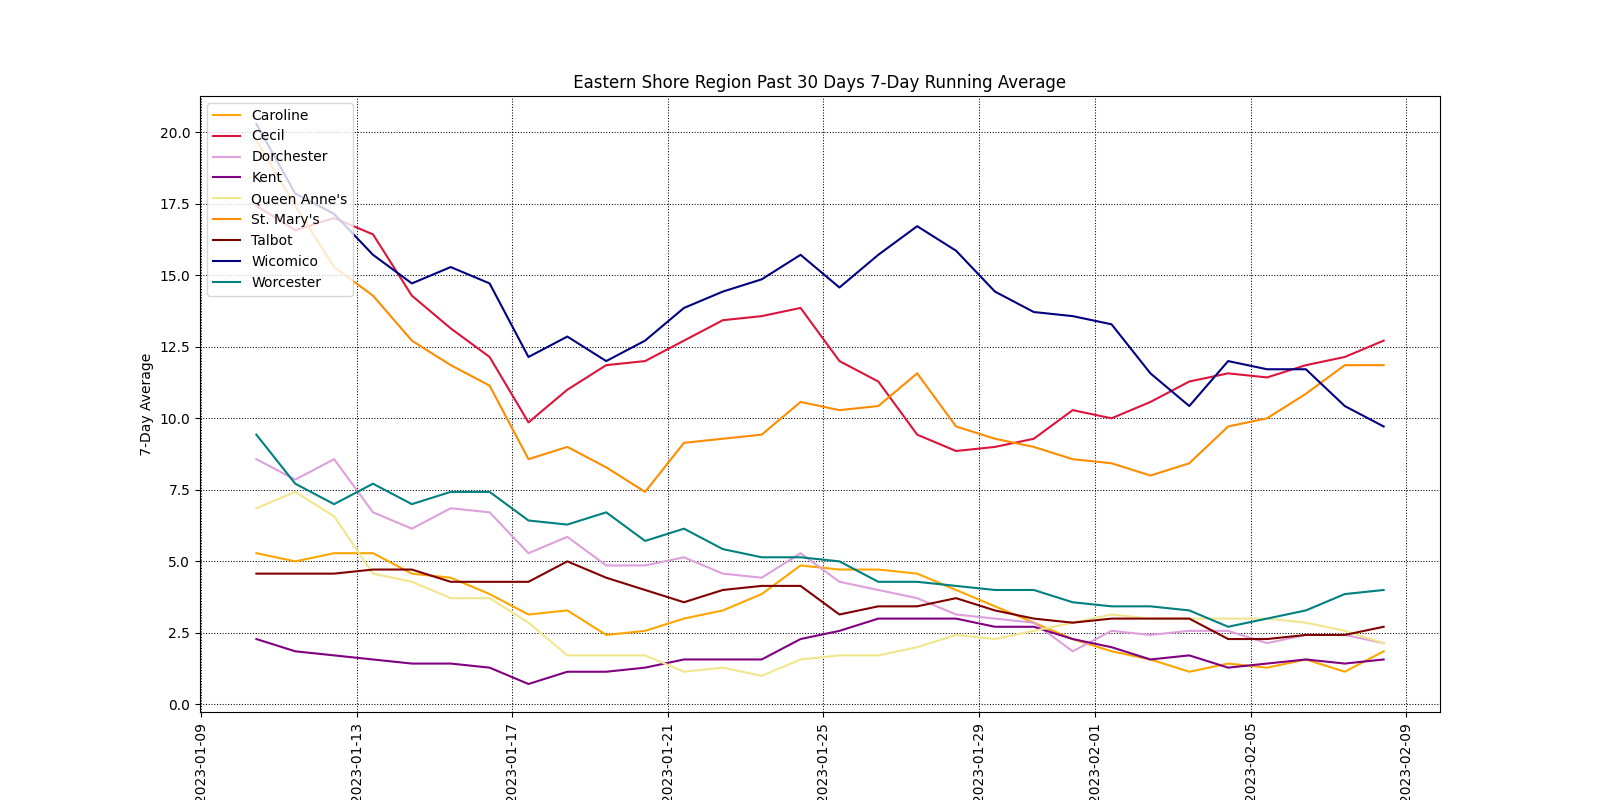 Eastern Shore Region Past 30 Days 7-Day Running Average
Caroline
Cecil
Dorchester
Kent
Queen Anne's
St. Mary's
Talbot
Wicomico
Worcester
20.0
17.5
15.0
12.5
10.0
7.5
5.0
2.5
0.0
7-Day Average
2023-01-09
2023-01-13
2023-01-17
2023-01-21
2023-01-25
2023-01-29
2023-02-01
2023-02-05
2023-02-09